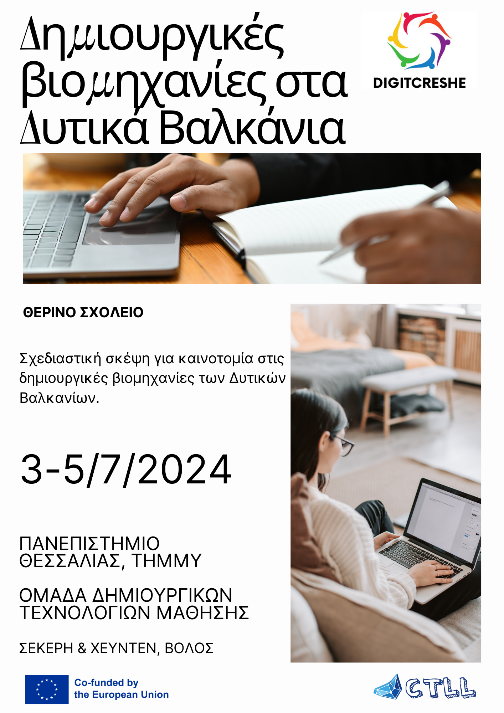 Δημιουργικές
βιομηχανίες στα
Δυτικά Βαλκάνια
DIGITCRESHE
ΘΕΡΙΝΟ ΣΧΟΛΕΙΟ
Σχεδιαστική σκέψη για καινοτομία στις
δημιουργικές βιομηχανίες των Δυτικών
Βαλκανίων.
3-5/7/2024
ΠΑΝΕΠΙΣΤΗΜΙΟ
ΘΕΣΣΑΛΙΑΣ, ΤΗΜΜΥ
ΟΜΑΔΑ ΔΗΜΙΟΥΡΓΙΚΩΝ
ΤΕΧΝΟΛΟΓΙΩΝ ΜΑΘΗΣΗΣ
ΣΕΚΕΡΗ & ΧΕΥΝΤΕΝ, ΒΟΛΟΣ
Co-funded by
the European Union
CTLL